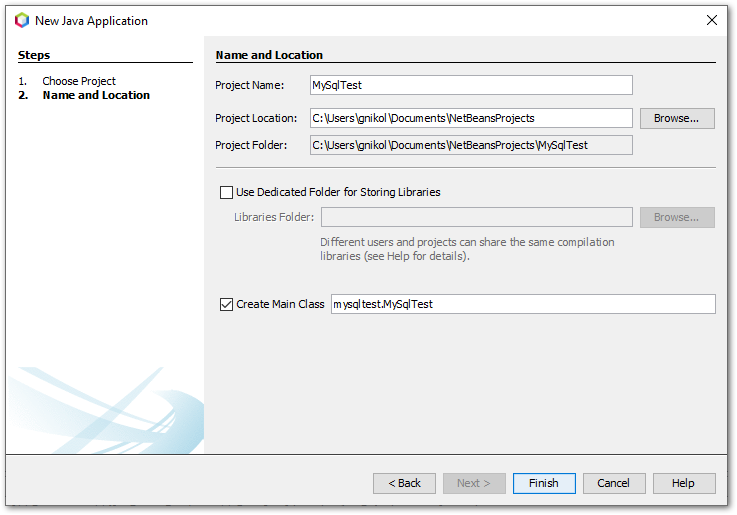 New Java Application
Steps
1. Choose Project
2. Name and Location
Name and Location
Project Name: MySqlTest
Project Location: C:\Users\gnikol\Documents\NetBeansProjects Browse...
Project Folder: C:\Users\gnikol\Documents\NetBeansProjects\MySqlTest
Use Dedicated Folder for Storing Libraries
Libraries Folder: Browse...
Different users and projects can share the same compilation
libraries (see Help for details).
Create Main Class mysqltest.MySqlTest
< Back Next > Finish Cancel Help